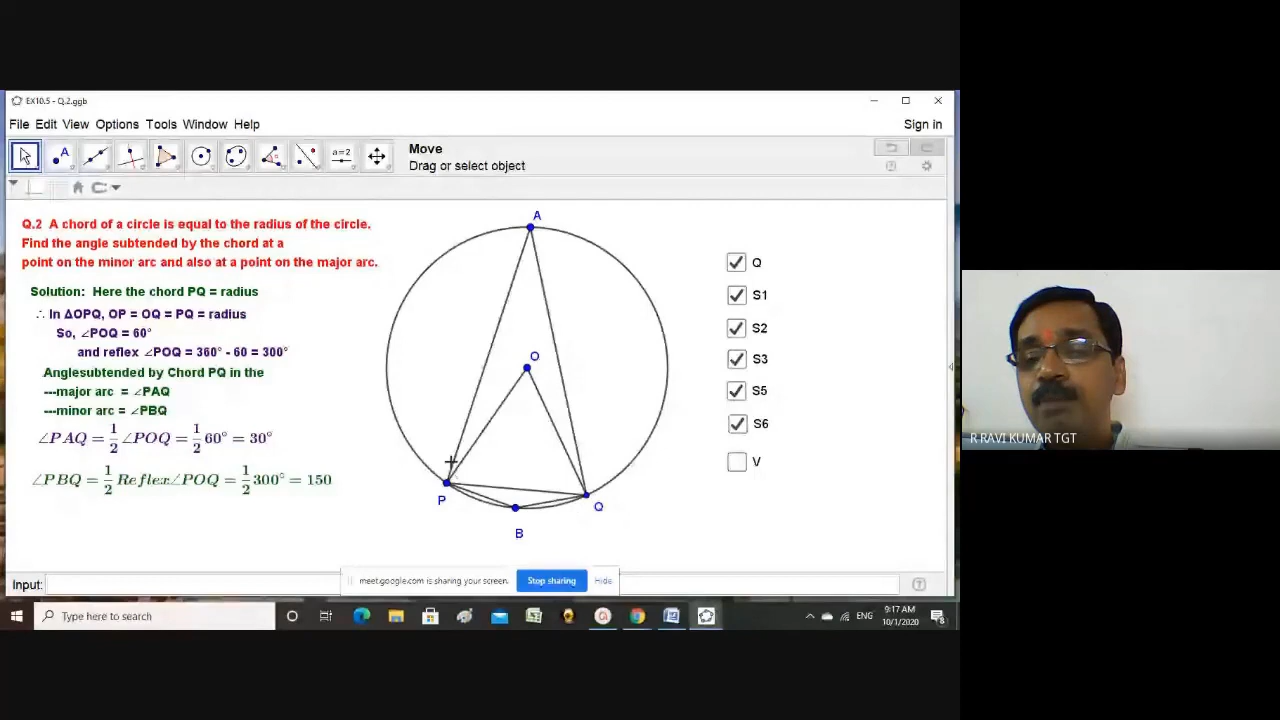 EX10.5 - Q.2.ggb
File Edit View Options Tools Window Help
Sign in
A
a=2
Move
Drag or select object
Q.2 A chord of a circle is equal to the radius of the circle.
Find the angle subtended by the chord at a
point on the minor arc and also at a point on the major arc.
Solution: Here the chord PQ = radius
∴ In ΔOPQ, OP = OQ = PQ = radius
So, ∠POQ = 60°
and reflex ∠POQ = 360° - 60 = 300°
Anglesubtended by Chord PQ in the
---major arc = ∠PAQ
---minor arc = ∠PBQ
∠PAQ = 1/2 ∠POQ = 1/2 60° = 30°
∠PBQ = 1/2 Reflex∠POQ = 1/2 300° = 150
A
O
P
B
Q
Q
S1
S2
S3
S5
S6
V
R RAVI KUMAR TGT
Input:
meet.google.com is sharing your screen.
Stop sharing
Hide
Type here to search
ENG
9:17 AM
10/1/2020